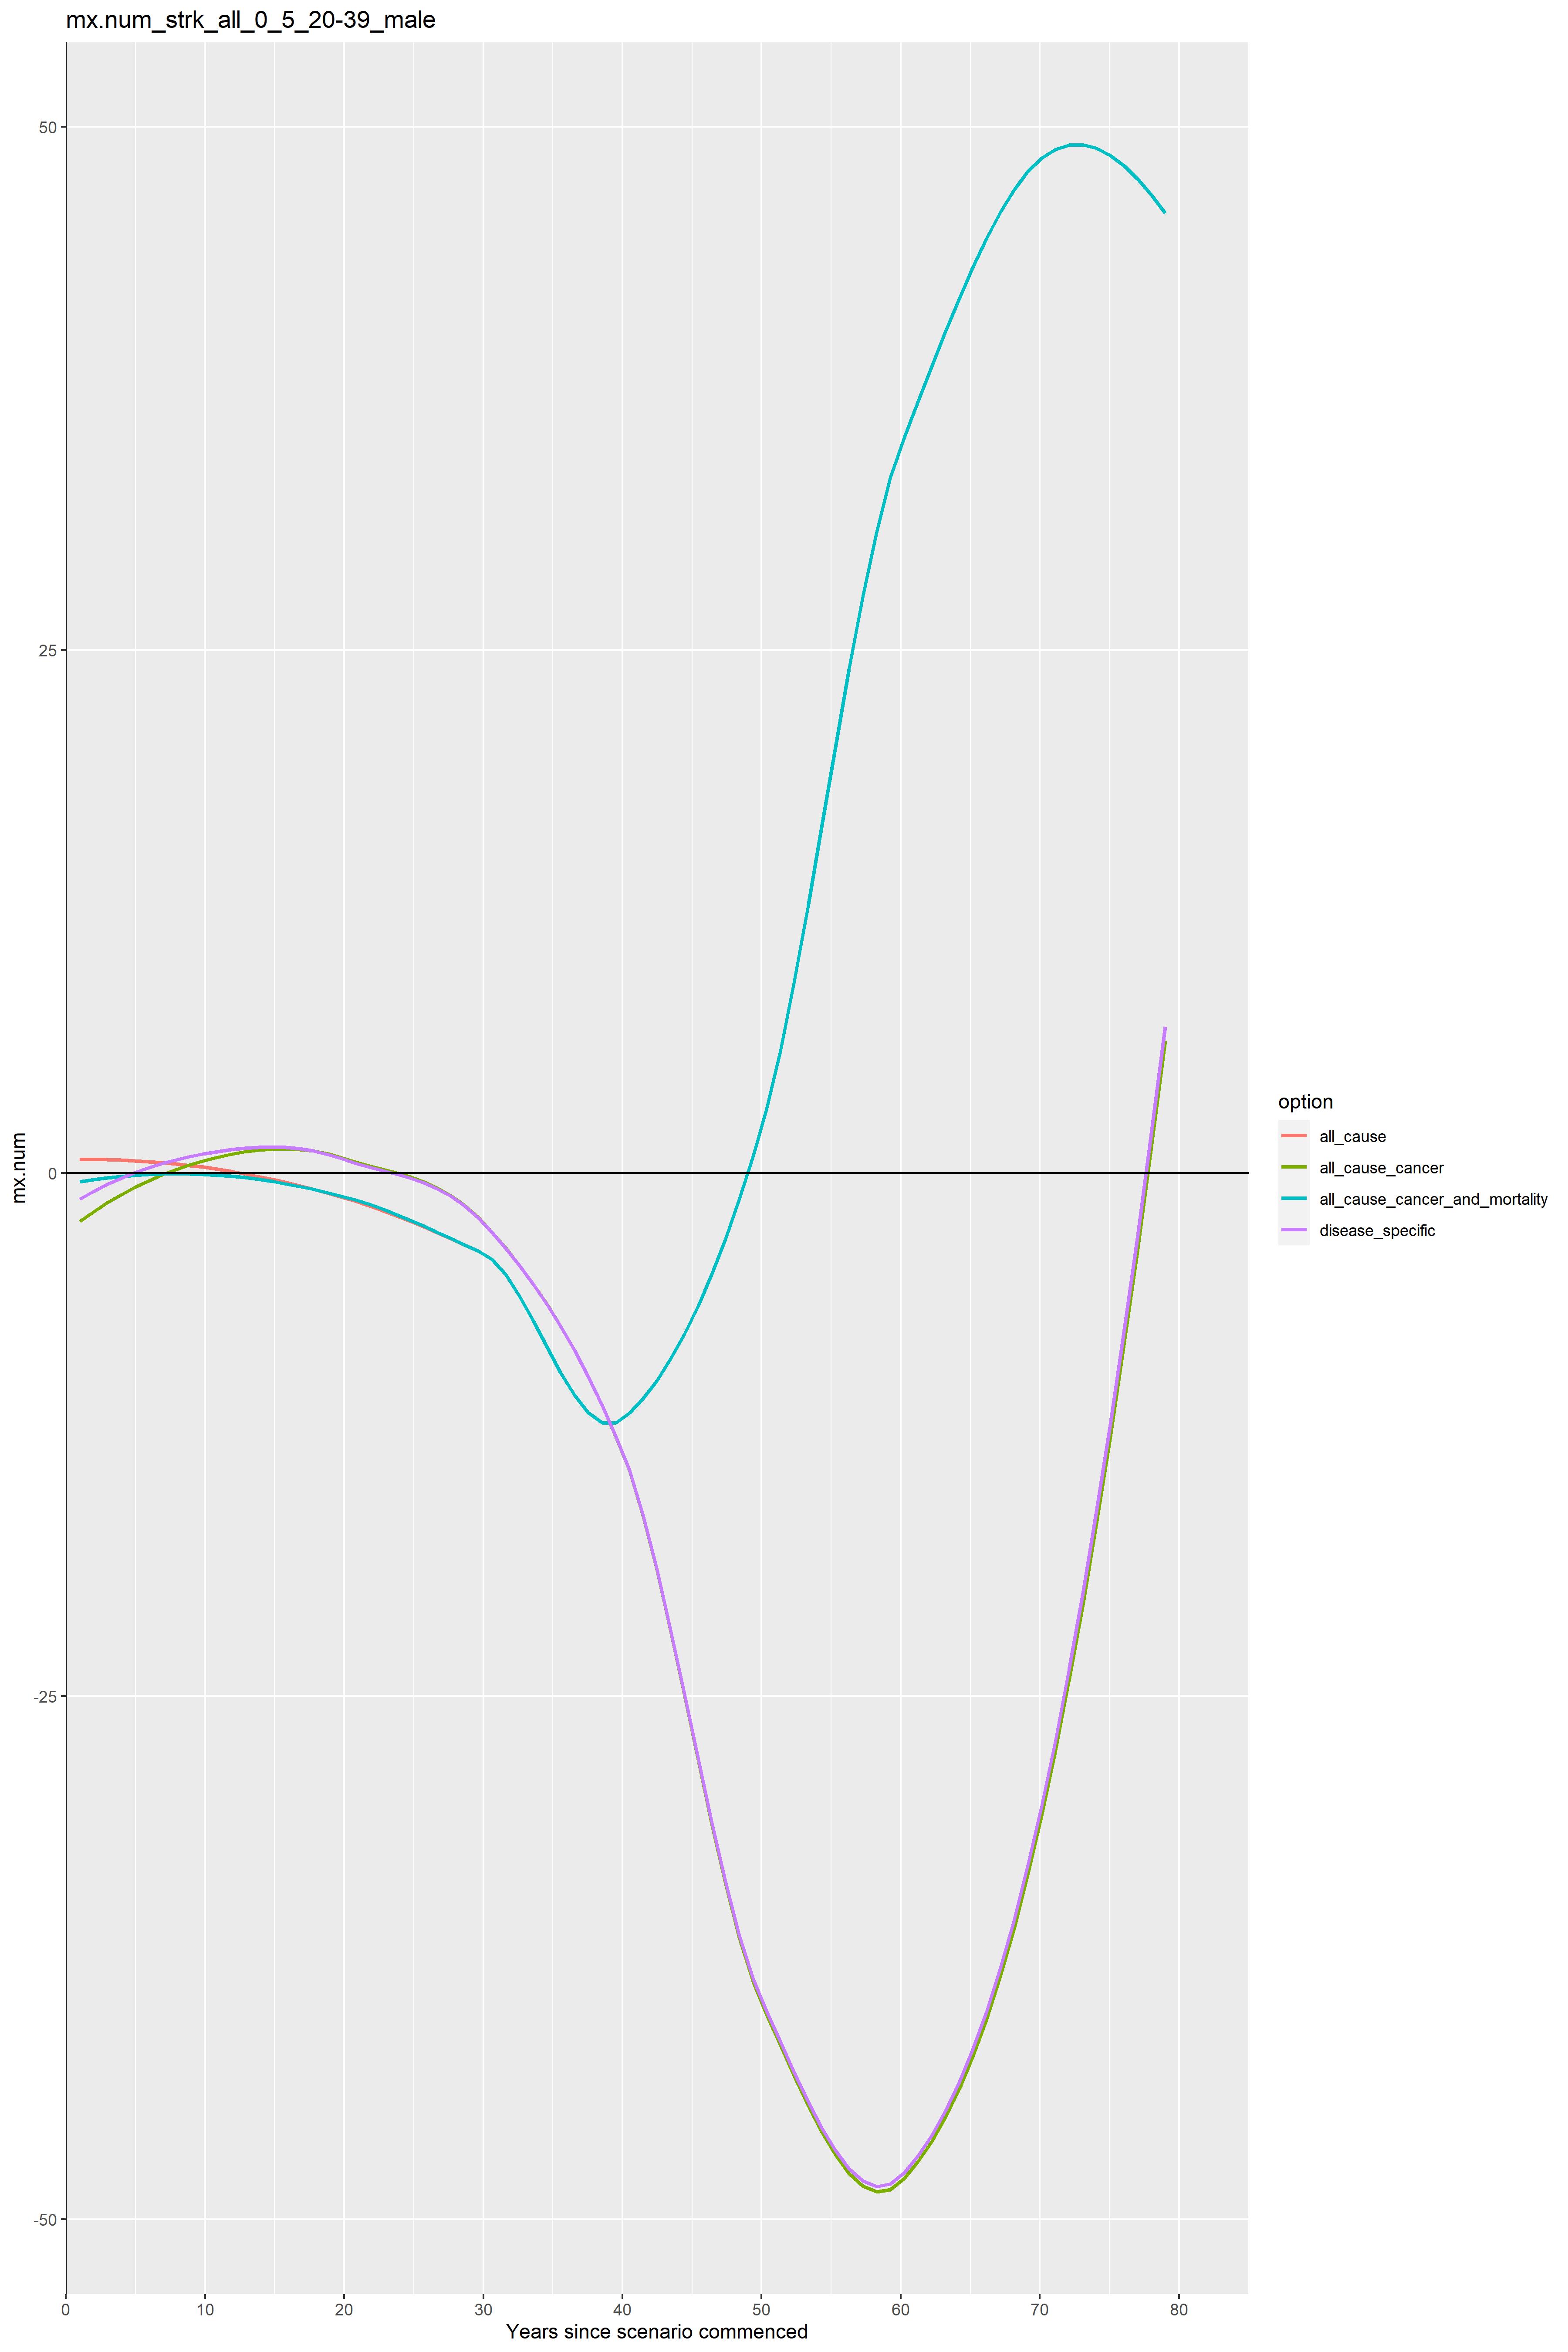 mx.num_strk_all_0_5_20-39_male
50
25
0
-25
-50
mx.num
0 10 20 30 40 50 60 70 80
Years since scenario commenced
option
all_cause
all_cause_cancer
all_cause_cancer_and_mortality
disease_specific